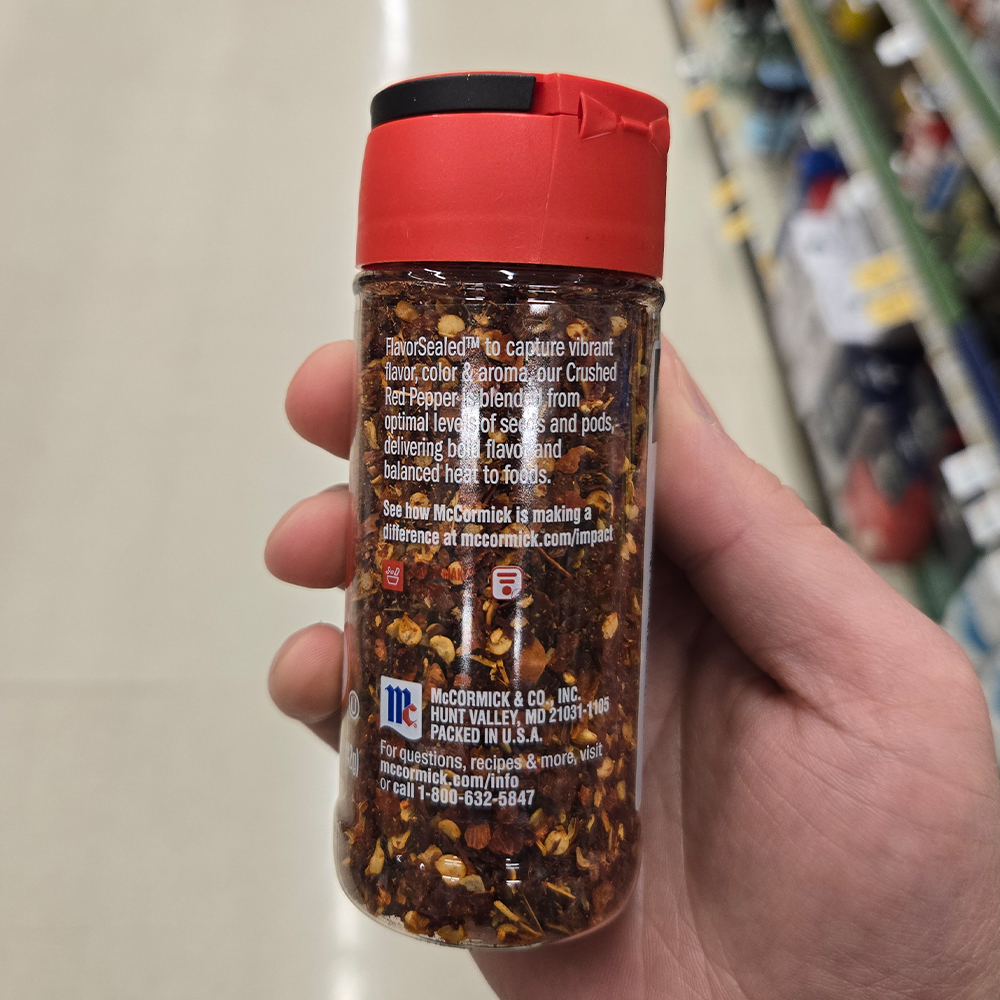 FlavorSealed™ to capture vibrant
flavor, color & aroma, our Crushed
Red Pepper is blended from
optimal levels of seeds and pods,
delivering bold flavor and
balanced heat to foods.
See how McCormick is making a
difference at mccormick.com/impact
Mc
McCORMICK & CO., INC.
HUNT VALLEY, MD 21031-1105
PACKED IN U.S.A.
For questions, recipes & more, visit
mccormick.com/info
or call 1-800-632-5847
U